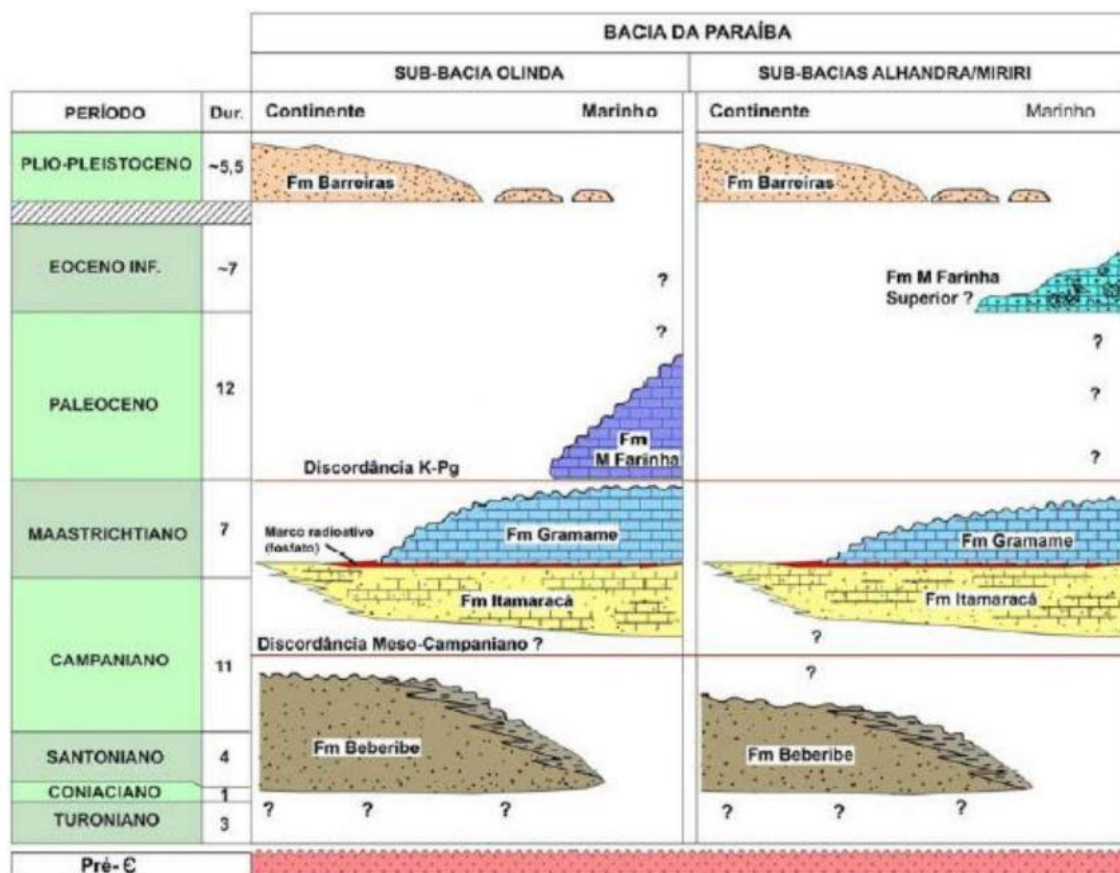 BACIA DA PARAÍBA
SUB-BACIA OLINDA
SUB-BACIAS ALHANDRA/MIRIRI
PERÍODO
Dur.
Continente
Marinho
Continente
Marinho
PLIO-PLEISTOCENO
~5,5
Fm Barreiras
Fm Barreiras
EOCENO INF.
~7
?
Fm M Farinha
Superior ?
?
?
PALEOCENO
12
?
Fm
M Farinha
Discordância K-Pg
?
MAASTRICHTIANO
7
Marco radioativo
(fosfato)
Fm Gramame
Fm Gramame
Fm Itamaracá
Fm Itamaracá
CAMPANIANO
11
Discordância Meso-Campaniano ?
?
?
Fm Beberibe
Fm Beberibe
SANTONIANO
4
CONIACIANO
1
TURONIANO
3
? ? ?
? ? ?
Pré-Є